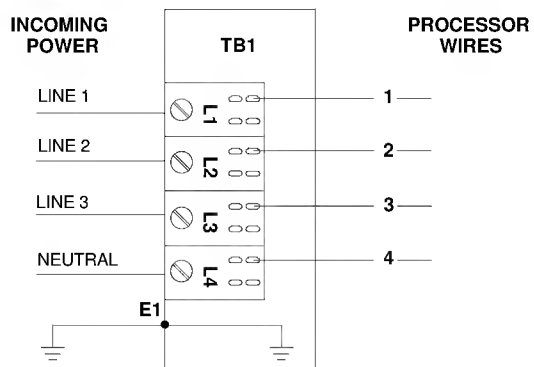 INCOMING
POWER
TB1
PROCESSOR
WIRES
LINE 1
L1
1
LINE 2
L2
2
LINE 3
L3
3
NEUTRAL
L4
4
E1